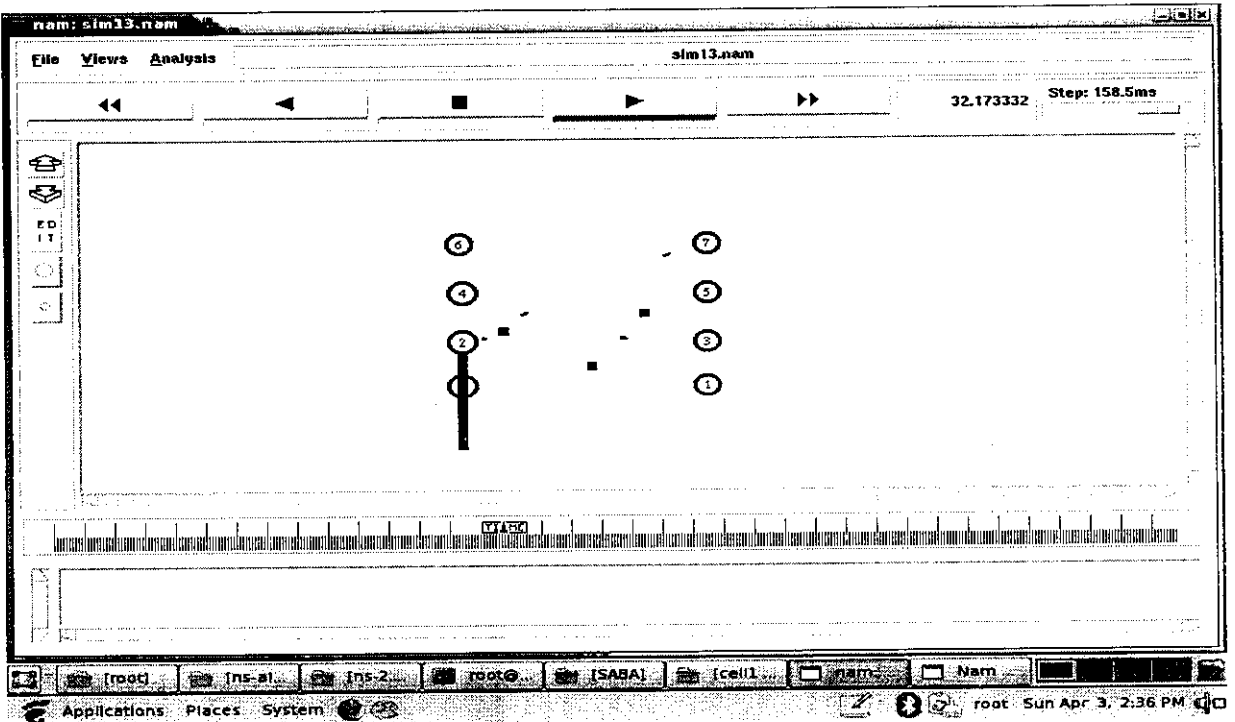 nam: sim13.nam
File Views Analysis sim13.nam
32.173332 Step: 158.5ms
ED
IT
6 7
4 5
2 3
1
TIME
[root] [ns-al... [ns-2... root@... [SABA] [cell1 ... nam... Nam
Applications Places System root Sun Apr 3, 2:36 PM